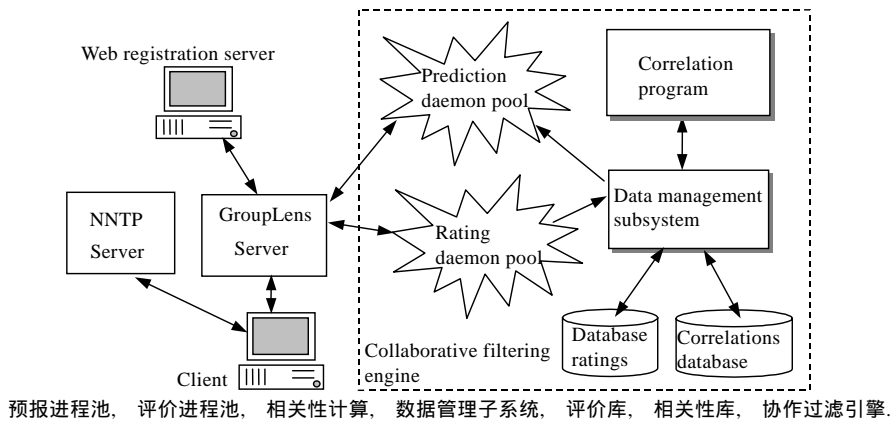 Web registration server
Prediction
daemon pool
Correlation
program
NNTP
Server
GroupLens
Server
Rating
daemon pool
Data management
subsystem
Client
Collaborative filtering
engine
Database
ratings
Correlations
database
预报进程池, 评价进程池, 相关性计算, 数据管理子系统, 评价库, 相关性库, 协作过滤引擎.